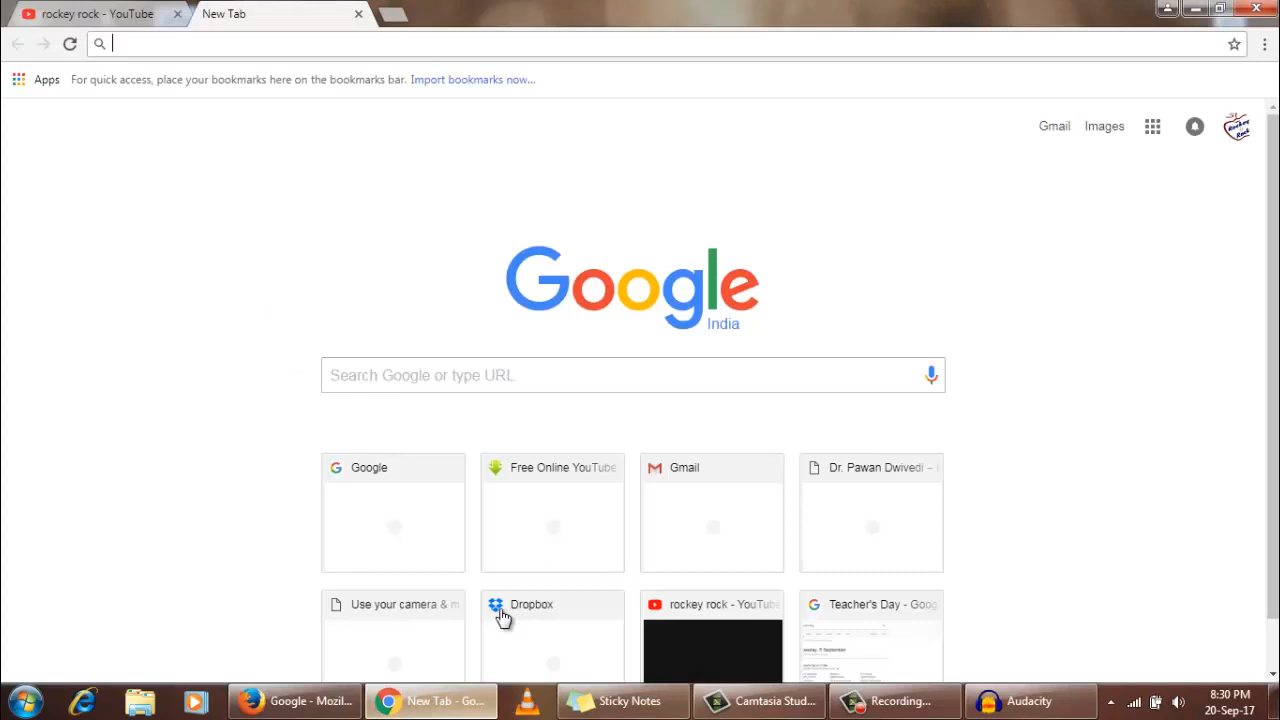 rockey rock - YouTube
New Tab
Apps
For quick access, place your bookmarks here on the bookmarks bar.
Import bookmarks now...
Gmail
Images
Rockey
Rock
Google
India
Search Google or type URL
Google
Free Online YouTube
Gmail
Dr. Pawan Dwivedi –
Use your camera & m
Dropbox
rockey rock - YouTube
Teacher's Day - Goog
Google - Mozil...
New Tab - Go...
Sticky Notes
Camtasia Stud...
Recording...
Audacity
8:30 PM
20-Sep-17